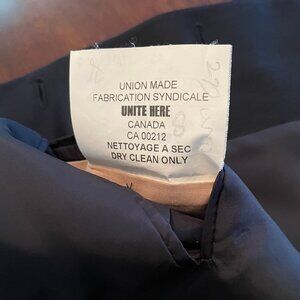 UNION MADE
FABRICATION SYNDICALE
UNITE HERE
CANADA
CA 00212
NETTOYAGE A SEC
DRY CLEAN ONLY